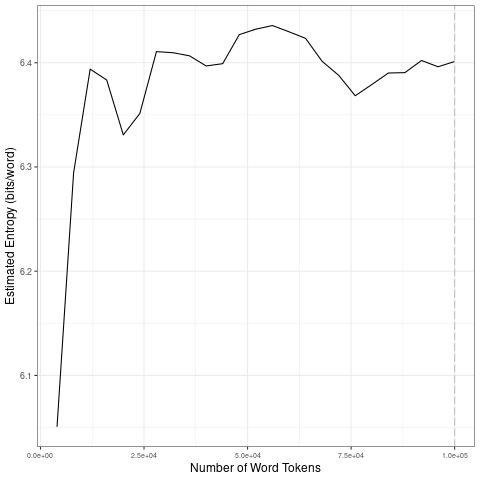 Estimated Entropy (bits/word)
6.4
6.3
6.2
6.1
0.0e+00 2.5e+04 5.0e+04 7.5e+04 1.0e+05
Number of Word Tokens